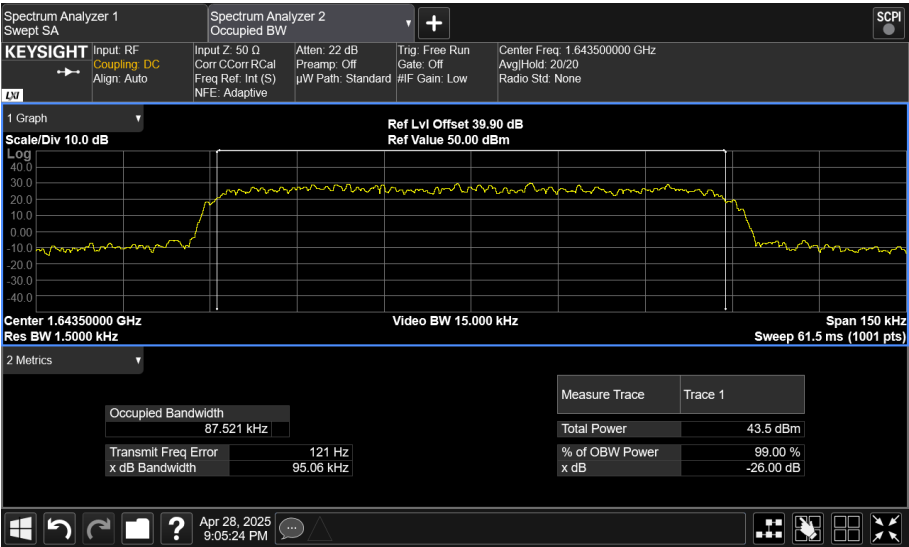 Spectrum Analyzer 1
Swept SA
Spectrum Analyzer 2
Occupied BW
+
SCPI
KEYSIGHT
LXI
Input: RF
Coupling: DC
Align: Auto
Input Z: 50 Ω
Corr CCorr RCal
Freq Ref: Int (S)
NFE: Adaptive
Atten: 22 dB
Preamp: Off
µW Path: Standard
Trig: Free Run
Gate: Off
#IF Gain: Low
Center Freq: 1.643500000 GHz
Avg|Hold: 20/20
Radio Std: None
1 Graph
Scale/Div 10.0 dB
Ref Lvl Offset 39.90 dB
Ref Value 50.00 dBm
Log
40.0
30.0
20.0
10.0
0.00
-10.0
-20.0
-30.0
-40.0
Center 1.64350000 GHz
Video BW 15.000 kHz
Span 150 kHz
Res BW 1.5000 kHz
Sweep 61.5 ms (1001 pts)
2 Metrics
Occupied Bandwidth
87.521 kHz
Transmit Freq Error 121 Hz
x dB Bandwidth 95.06 kHz
Measure Trace Trace 1
Total Power 43.5 dBm
% of OBW Power 99.00 %
x dB -26.00 dB
?
Apr 28, 2025
9:05:24 PM